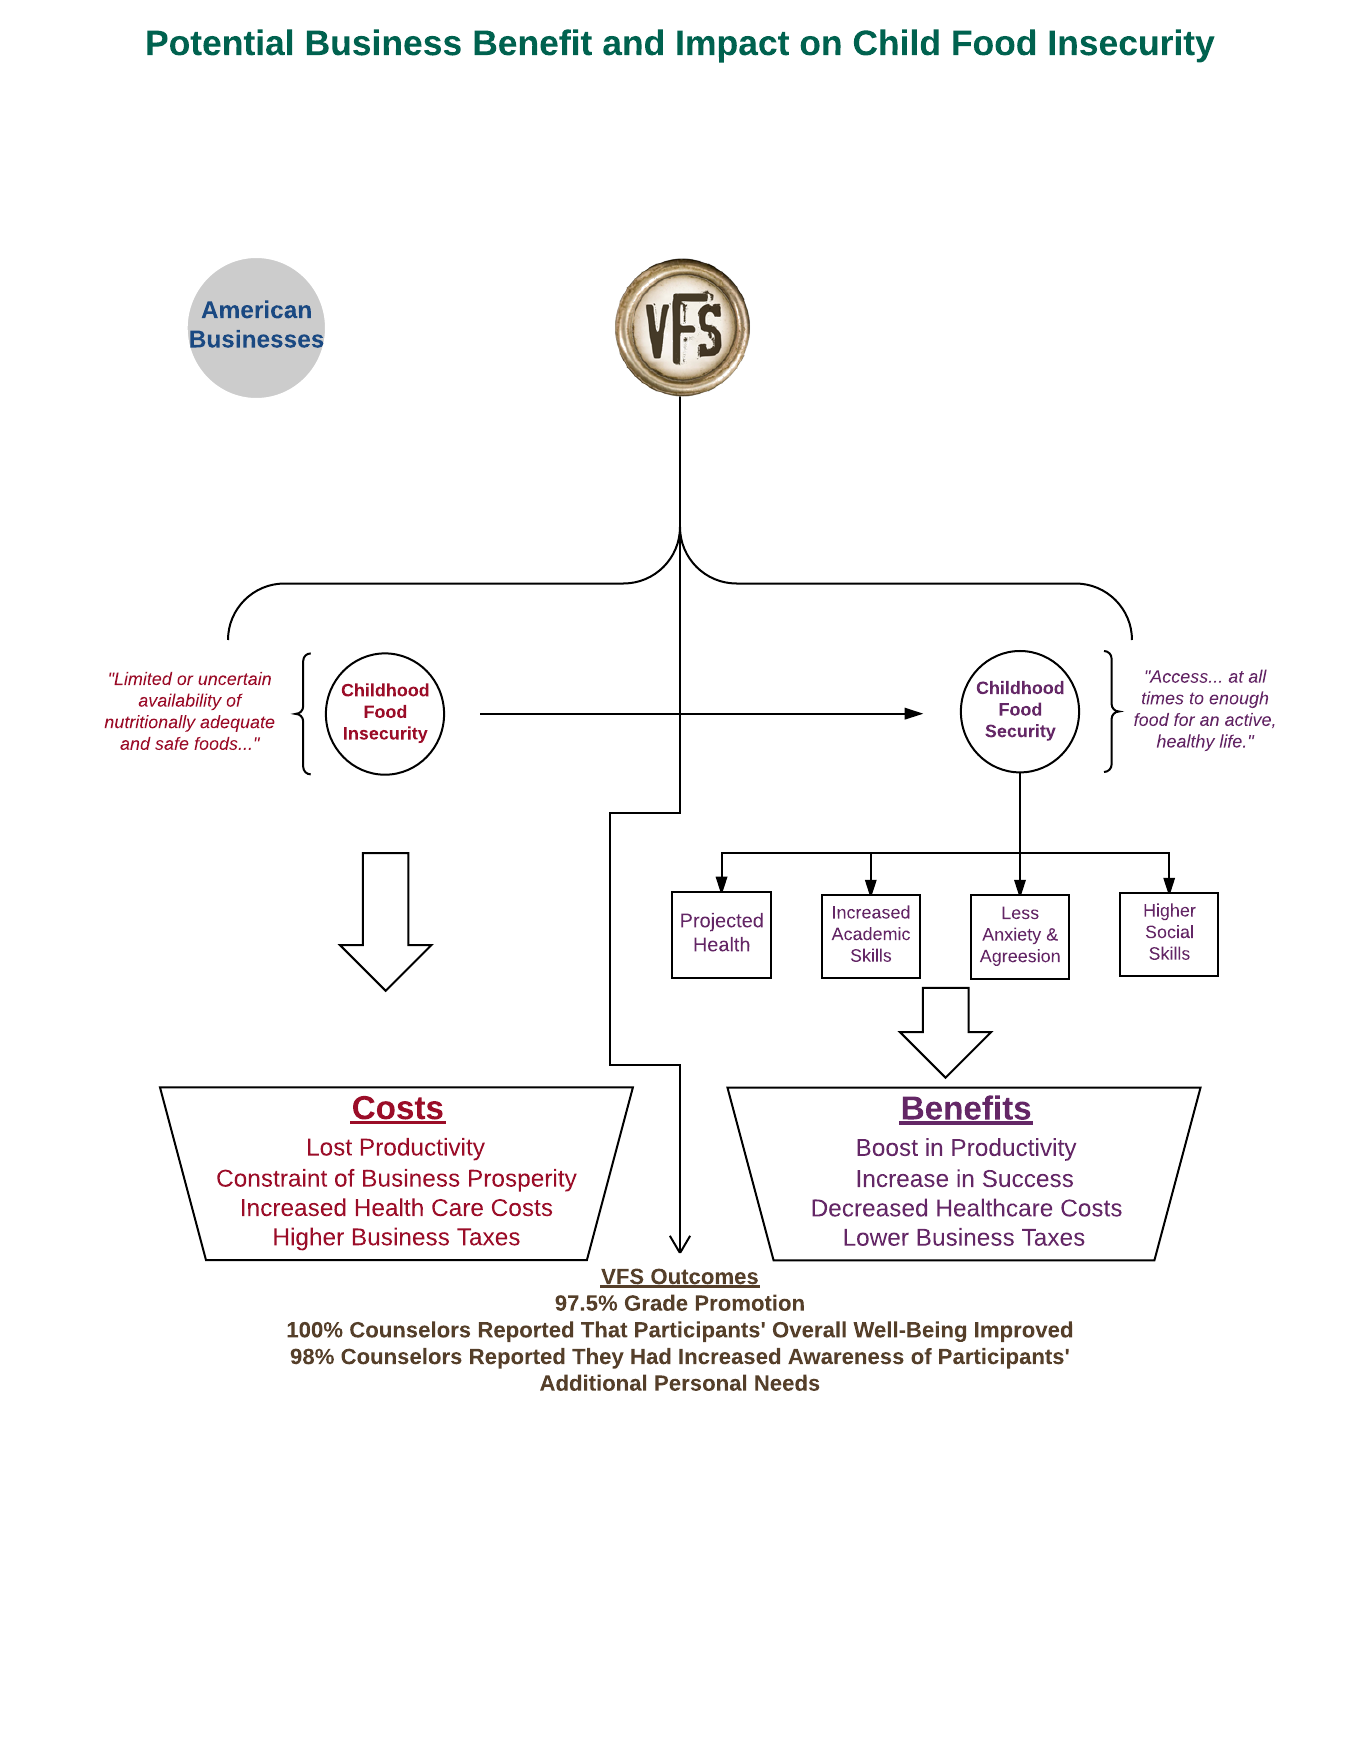 Potential Business Benefit and Impact on Child Food Insecurity
American
Businesses
VFS
"Limited or uncertain
availability of
nutritionally adequate
and safe foods..."
Childhood
Food
Insecurity
Childhood
Food
Security
"Access... at all
times to enough
food for an active,
healthy life."
Projected
Health
Increased
Academic
Skills
Less
Anxiety &
Agreesion
Higher
Social
Skills
Costs
Lost Productivity
Constraint of Business Prosperity
Increased Health Care Costs
Higher Business Taxes
Benefits
Boost in Productivity
Increase in Success
Decreased Healthcare Costs
Lower Business Taxes
VFS Outcomes
97.5% Grade Promotion
100% Counselors Reported That Participants' Overall Well-Being Improved
98% Counselors Reported They Had Increased Awareness of Participants'
Additional Personal Needs